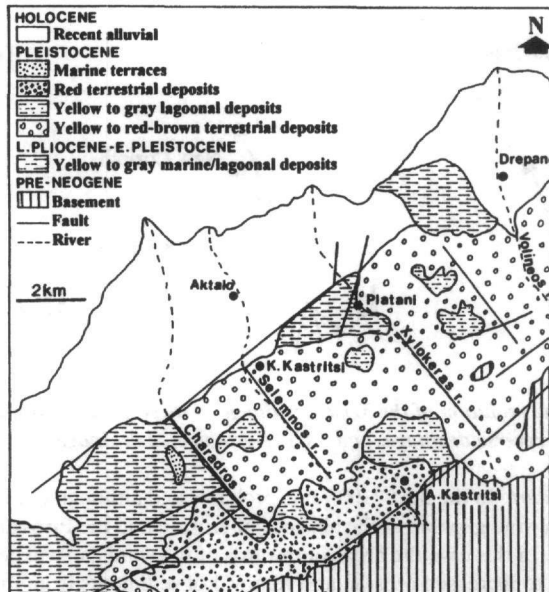 HOLOCENE
Recent alluvial
PLEISTOCENE
Marine terraces
Red terrestrial deposits
Yellow to gray lagoonal deposits
Yellow to red-brown terrestrial deposits
L.PLIOCENE-E.PLEISTOCENE
Yellow to gray marine/lagoonal deposits
PRE-NEOGENE
Basement
Fault
River
N
Drepan
Volineos
2km
Aktaio
Platani
Xylokeras r.
K.Kastritsi
Selemnos r.
Charadros
A.Kastritsi